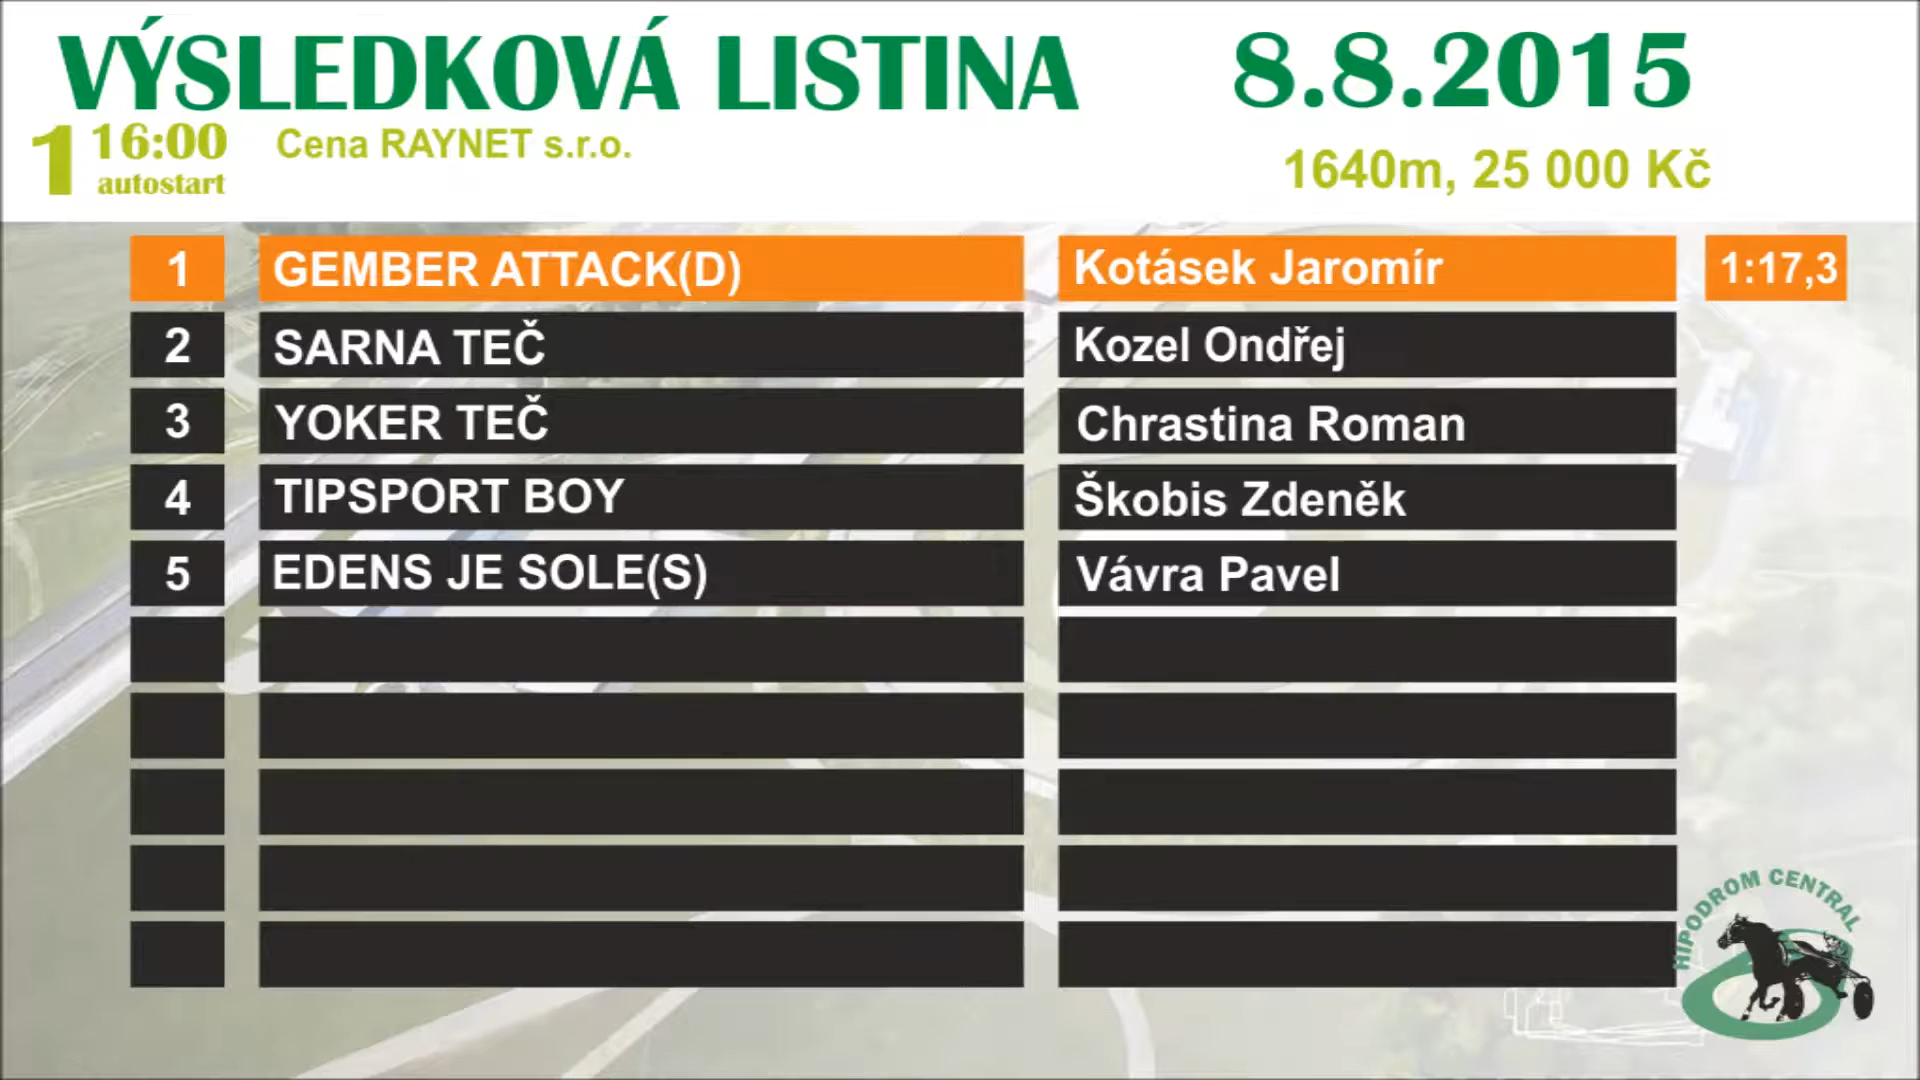 VÝSLEDKOVÁ LISTINA 8.8.2015
1 16:00 Cena RAYNET s.r.o.
autostart 1640m, 25 000 Kč
1 GEMBER ATTACK(D) Kotásek Jaromír 1:17,3
2 SARNA TEČ Kozel Ondřej
3 YOKER TEČ Chrastina Roman
4 TIPSPORT BOY Škobis Zdeněk
5 EDENS JE SOLE(S) Vávra Pavel
HIPODROM CENTRAL